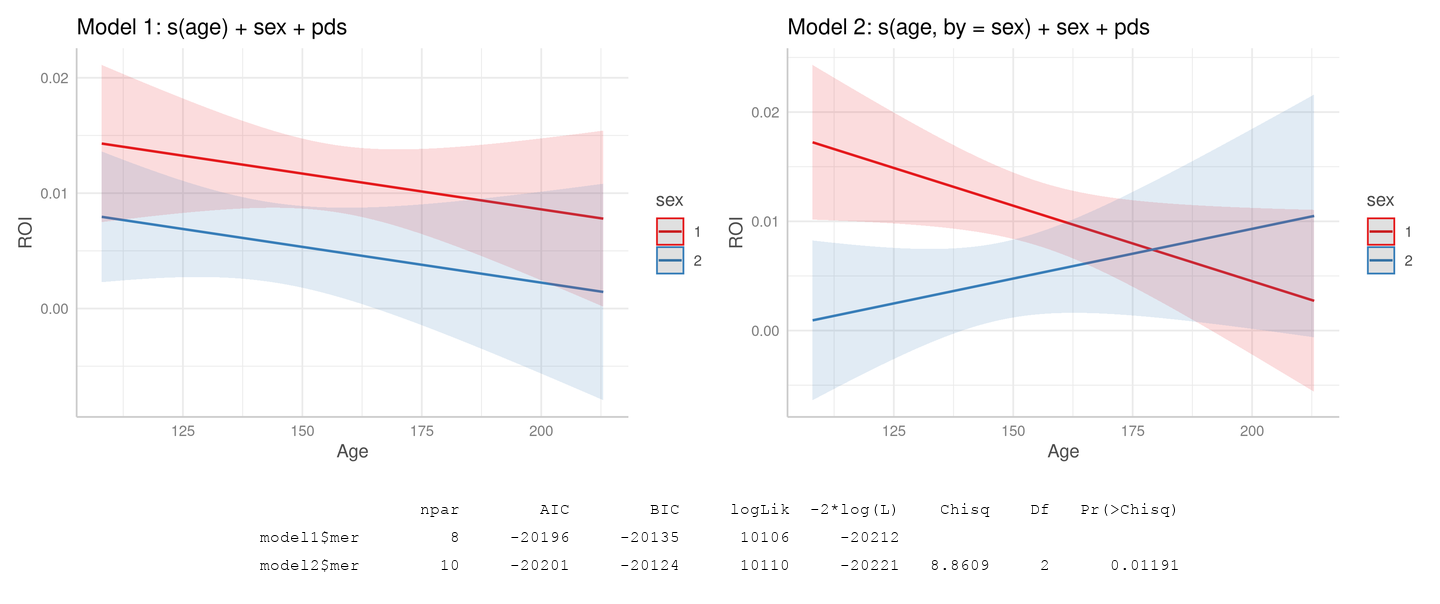 Model 1: s(age) + sex + pds
0.02
0.01
0.00
ROI
125 150 175 200
Age
sex
1
2
Model 2: s(age, by = sex) + sex + pds
0.02
0.01
0.00
ROI
125 150 175 200
Age
sex
1
2
npar AIC BIC logLik -2*log(L) Chisq Df Pr(>Chisq)
model1$mer 8 -20196 -20135 10106 -20212
model2$mer 10 -20201 -20124 10110 -20221 8.8609 2 0.01191